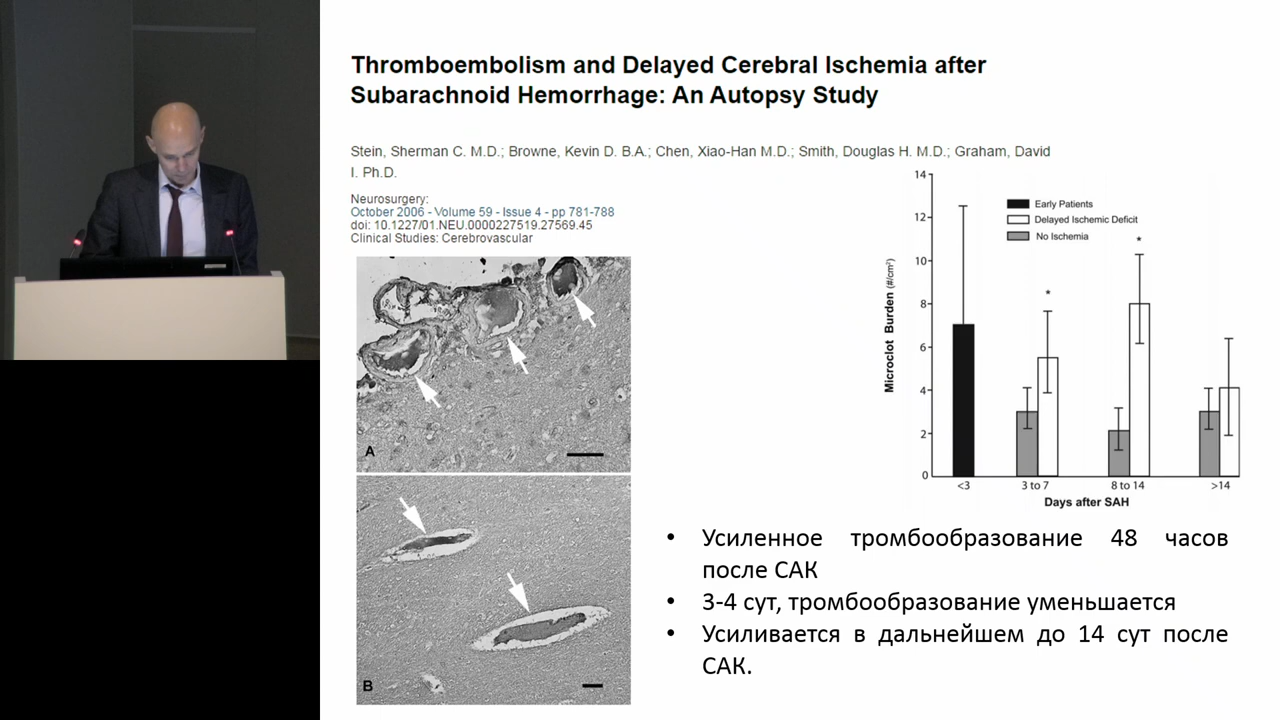 Thromboembolism and Delayed Cerebral Ischemia after
Subarachnoid Hemorrhage: An Autopsy Study
Stein, Sherman C. M.D.; Browne, Kevin D. B.A.; Chen, Xiao-Han M.D.; Smith, Douglas H. M.D.; Graham, David
I. Ph.D.
Neurosurgery:
October 2006 - Volume 59 - Issue 4 - pp 781-788
doi: 10.1227/01.NEU.0000227519.27569.45
Clinical Studies: Cerebrovascular
A
B
14
12
10
8
6
4
2
0
Microclot Burden (#/cm²)
Early Patients
Delayed Ischemic Deficit
No Ischemia
*
*
<3 3 to 7 8 to 14 >14
Days after SAH
• Усиленное тромбообразование 48 часов
после САК
• 3-4 сут, тромбообразование уменьшается
• Усиливается в дальнейшем до 14 сут после
САК.